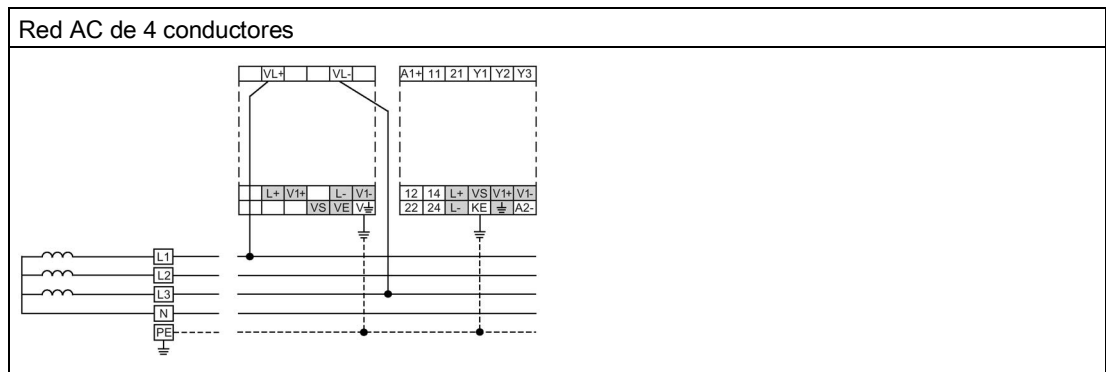 Red AC de 4 conductores
VL+ VL- A1+ 11 21 Y1 Y2 Y3
L+ V1+ L- V1- 12 14 L+ VS V1+ V1-
VS VE V⏚ 22 24 L- KE ⏚ A2-
L1
L2
L3
N
PE